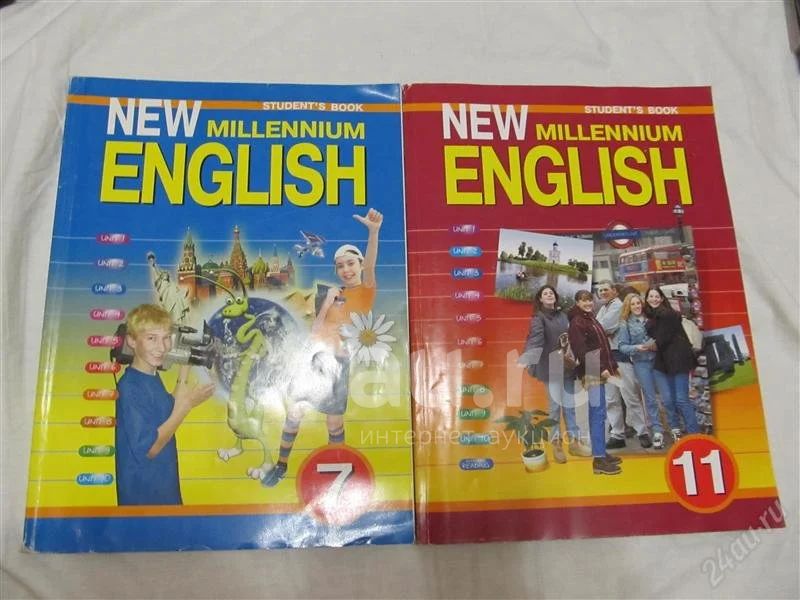 STUDENT'S BOOK
NEW MILLENNIUM
ENGLISH
UNIT 1
UNIT 2
UNIT 3
UNIT 4
UNIT 5
UNIT 6
UNIT 7
UNIT 8
UNIT 9
UNIT 10
7
STUDENT'S BOOK
NEW MILLENNIUM
ENGLISH
UNIT 1
UNIT 2
UNIT 3
UNIT 4
UNIT 5
UNIT 6
UNIT 7
UNIT 8
UNIT 9
UNIT 10
READING
UNDERGROUND
11
24au.ru
интернет-аукцион
24au.ru